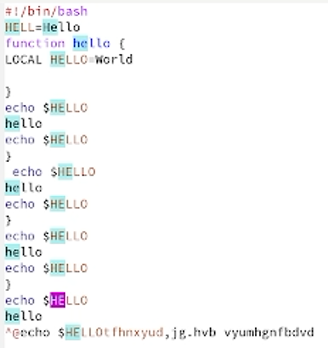 #!/bin/bash
HELL=Hello
function hello {
LOCAL HELLO=World
}
echo $HELLO
hello
echo $HELLO
}
echo $HELLO
hello
echo $HELLO
}
echo $HELLO
hello
echo $HELLO
}
echo $HELLO
hello
^@echo $HELLOtfhnxyud,jg.hvb vyumhgnfbdvd